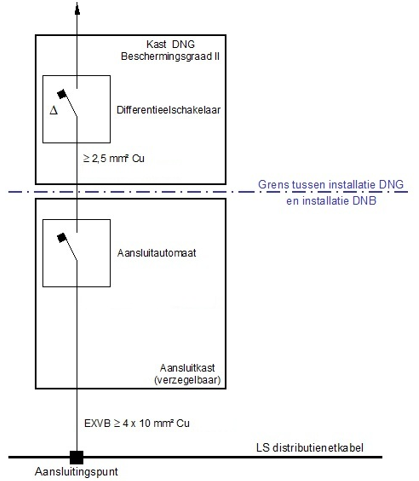 Kast DNG
Beschermingsgraad II
Δ
Differentieelschakelaar
≥ 2,5 mm² Cu
Grens tussen installatie DNG
en installatie DNB
Aansluitautomaat
Aansluitkast
(verzegelbaar)
EXVB ≥ 4 x 10 mm² Cu
LS distributienetkabel
Aansluitingspunt